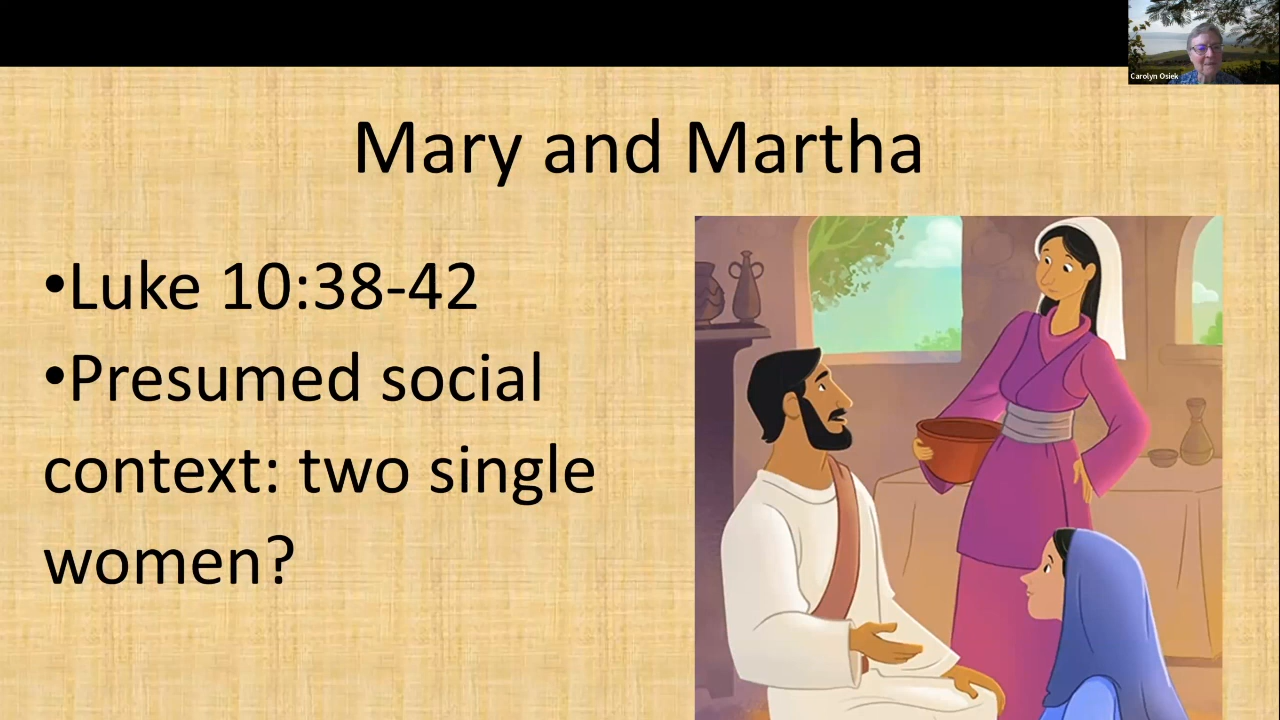 Carolyn Osiek
Mary and Martha
•Luke 10:38-42
•Presumed social
context: two single
women?